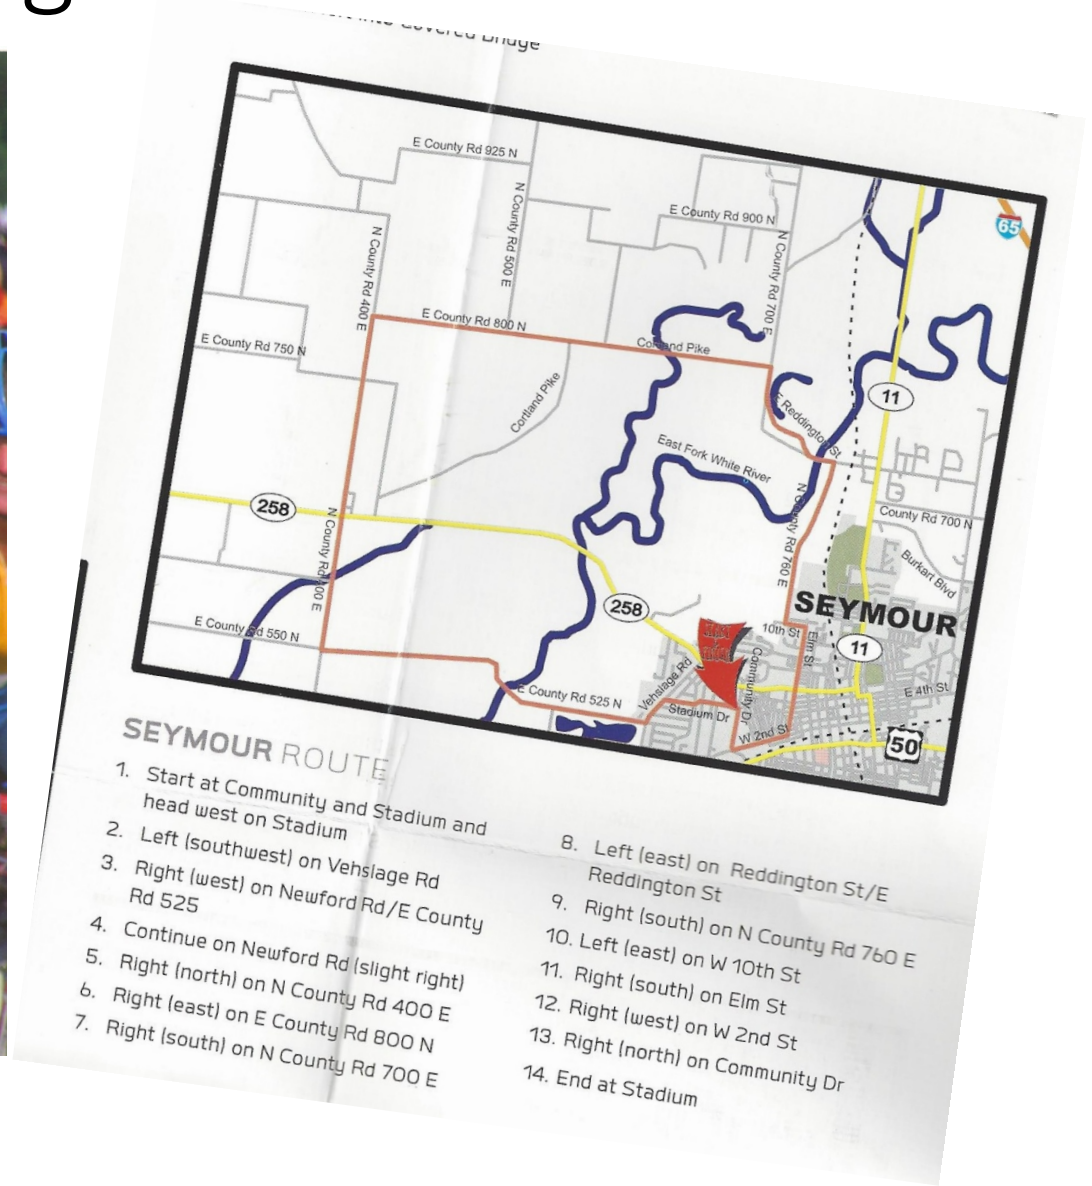 Covered Bridge
E County Rd 925 N
N County Rd 500 E
E County Rd 900 N
N County Rd 700 E
65
N County Rd 400 E
E County Rd 800 N
Cortland Pike
E County Rd 750 N
11
Cortland Pike
E Reddington St
East Fork White River
258
N County Rd 400 E
N County Rd 760 E
County Rd 700 N
Burkart Blvd
SEYMOUR
258
10th St
Elm St
11
E County Rd 550 N
Vehslage Rd
Community Dr
E 4th St
E County Rd 525 N
Stadium Dr
W 2nd St
50
SEYMOUR ROUTE
1. Start at Community and Stadium and
head west on Stadium
2. Left (southwest) on Vehslage Rd
3. Right (west) on Newford Rd/E County
Rd 525
4. Continue on Newford Rd (slight right)
5. Right (north) on N County Rd 400 E
6. Right (east) on E County Rd 800 N
7. Right (south) on N County Rd 700 E
8. Left (east) on Reddington St/E
Reddington St
9. Right (south) on N County Rd 760 E
10. Left (east) on W 10th St
11. Right (south) on Elm St
12. Right (west) on W 2nd St
13. Right (north) on Community Dr
14. End at Stadium